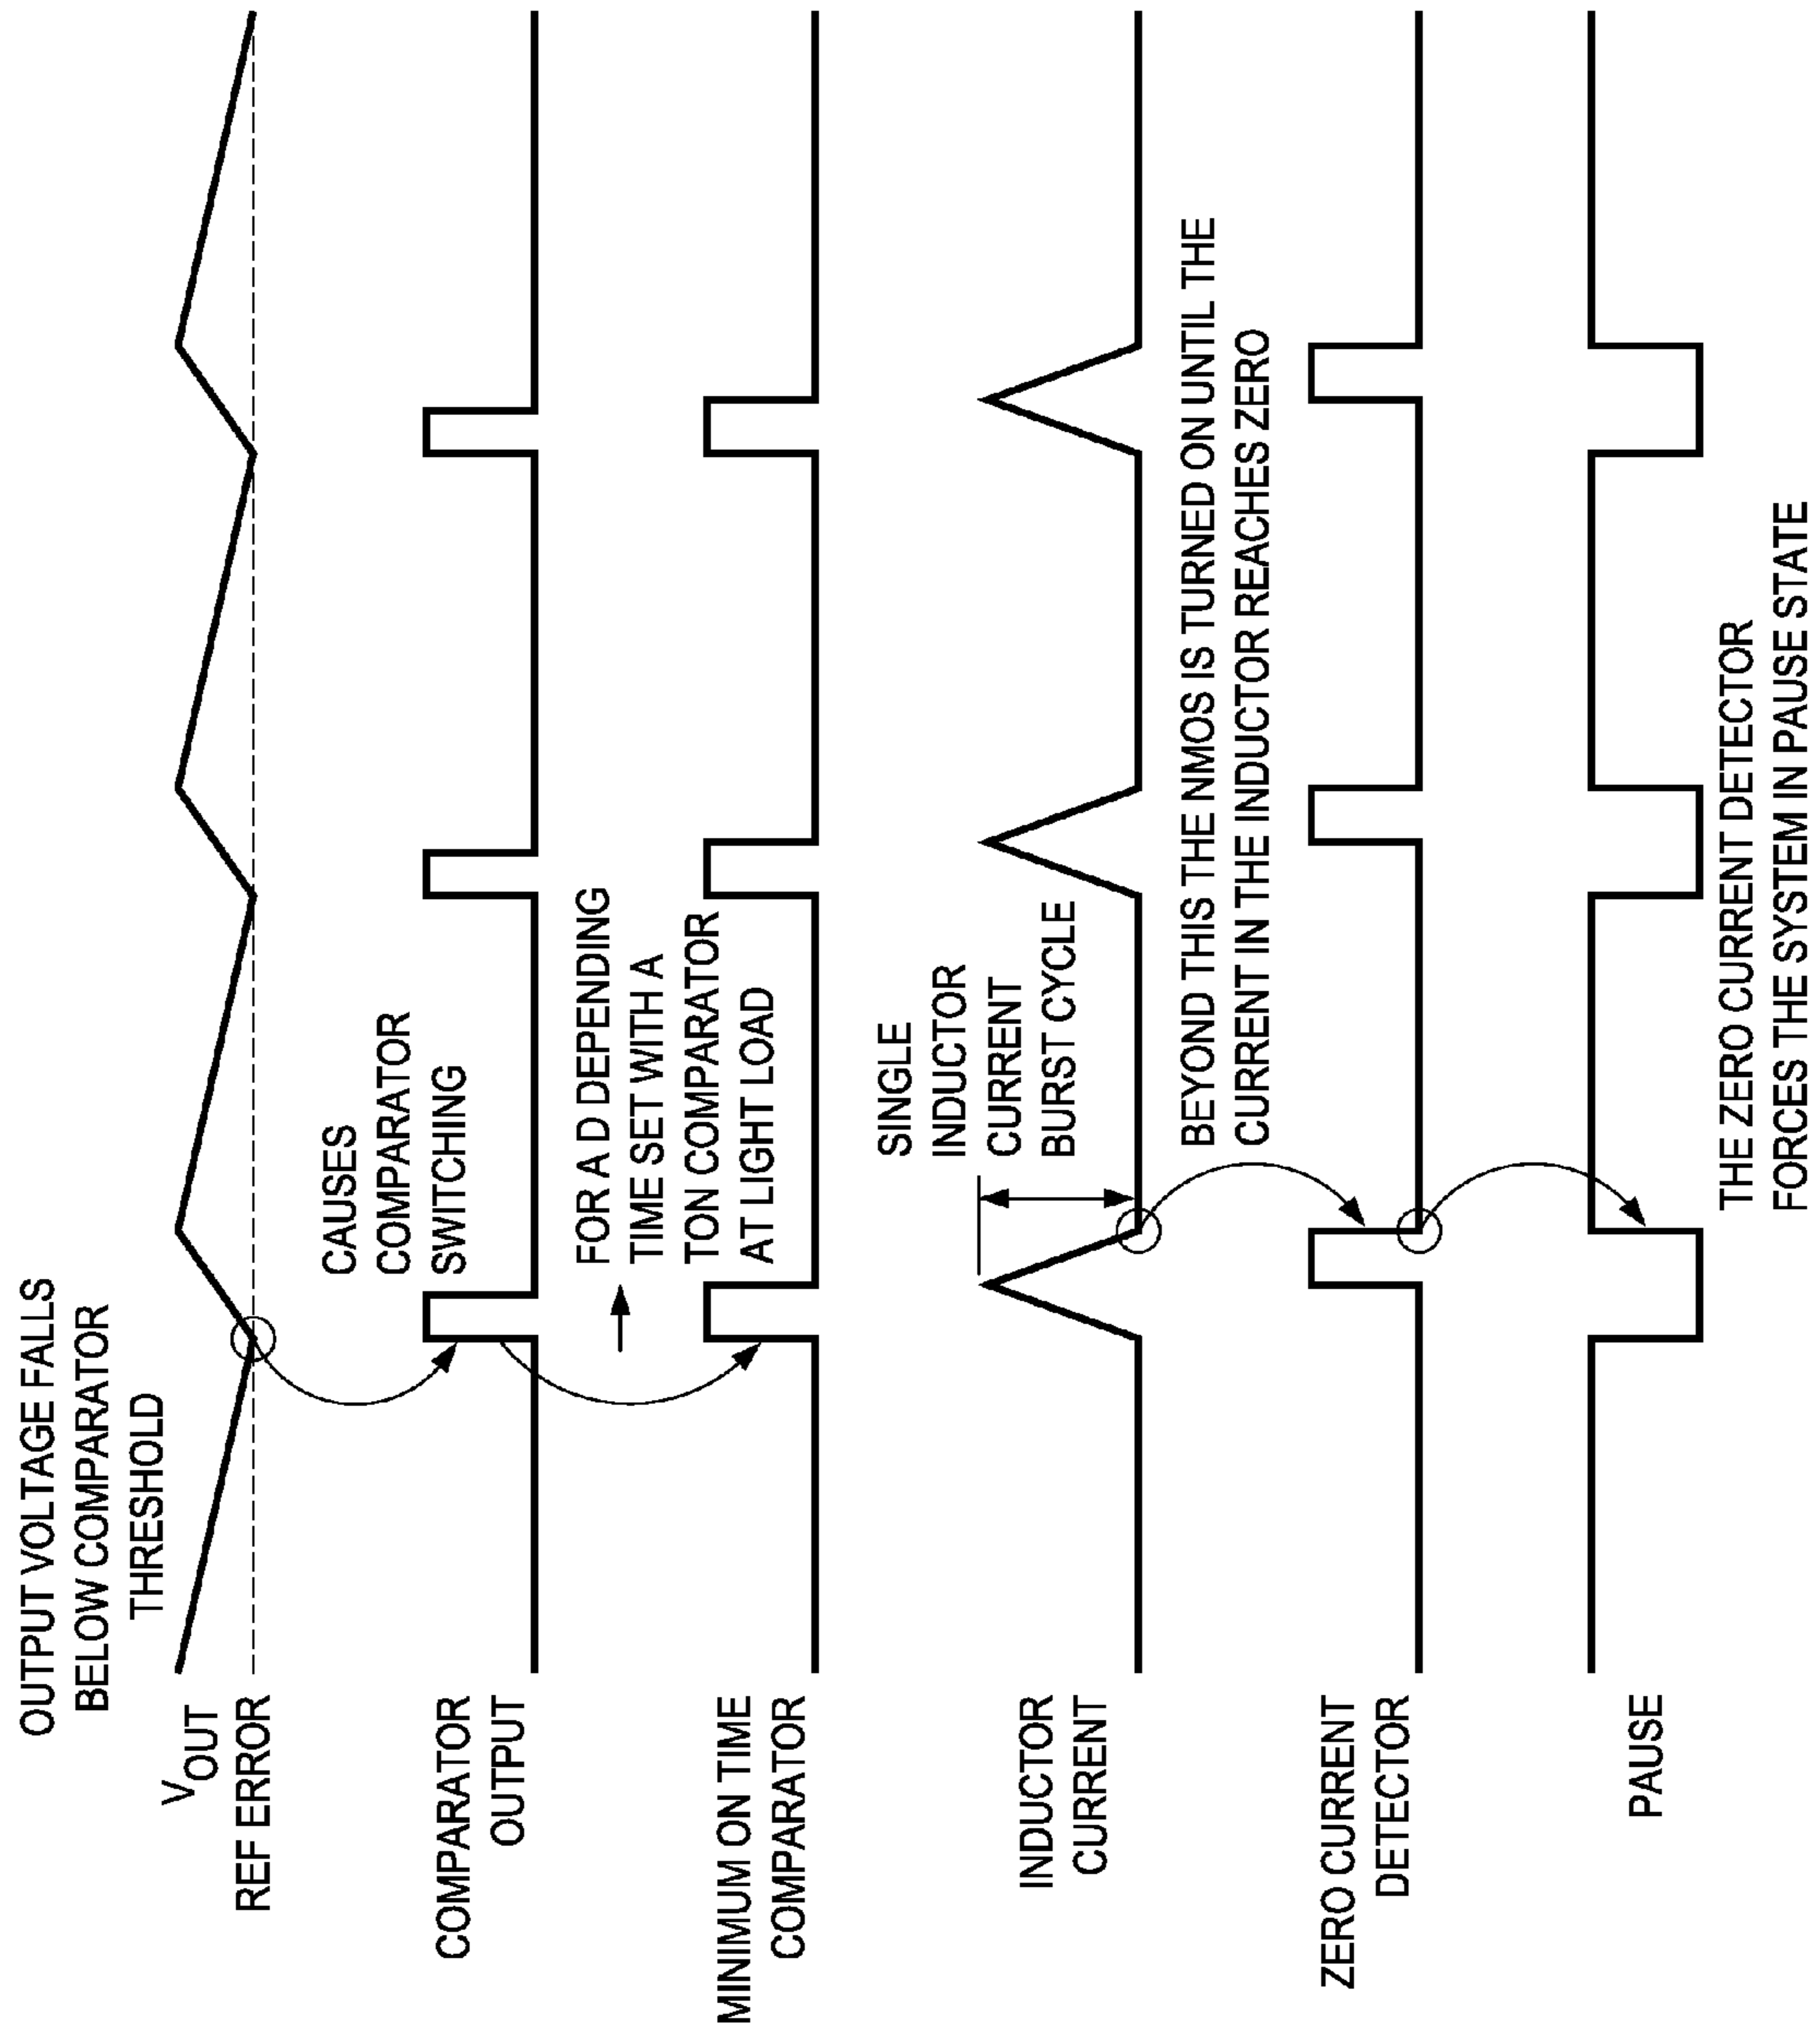 OUTPUT VOLTAGE FALLS
BELOW COMPARATOR
THRESHOLD
VOUT
REF ERROR
CAUSES
COMPARATOR
SWITCHING
COMPARATOR
OUTPUT
FOR A D DEPENDING
TIME SET WITH A
TON COMPARATOR
AT LIGHT LOAD
MINIMUM ON TIME
COMPARATOR
SINGLE
INDUCTOR
CURRENT
BURST CYCLE
INDUCTOR
CURRENT
BEYOND THIS THE NMOS IS TURNED ON UNTIL THE
CURRENT IN THE INDUCTOR REACHES ZERO
ZERO CURRENT
DETECTOR
PAUSE
THE ZERO CURRENT DETECTOR
FORCES THE SYSTEM IN PAUSE STATE